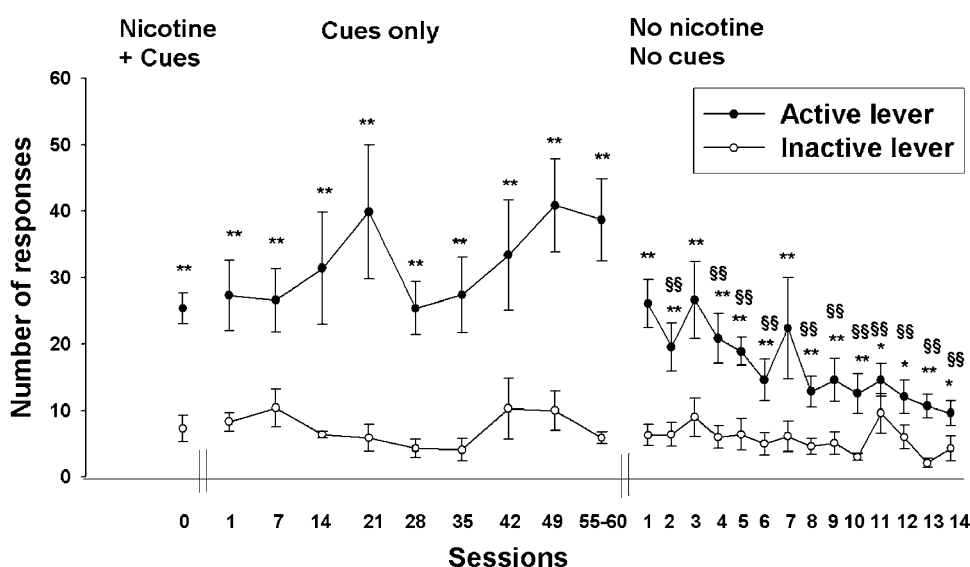 Nicotine
+ Cues
Cues only
No nicotine
No cues
Active lever
Inactive lever
Number of responses
60
50
40
30
20
10
0
** ** ** ** ** ** ** ** ** **
** §§ ** ** §§ ** §§ ** §§ ** ** §§ ** §§ ** §§ ** §§ * §§ * §§ ** §§ *
0 1 7 14 21 28 35 42 49 55-60 1 2 3 4 5 6 7 8 9 10 11 12 13 14
Sessions